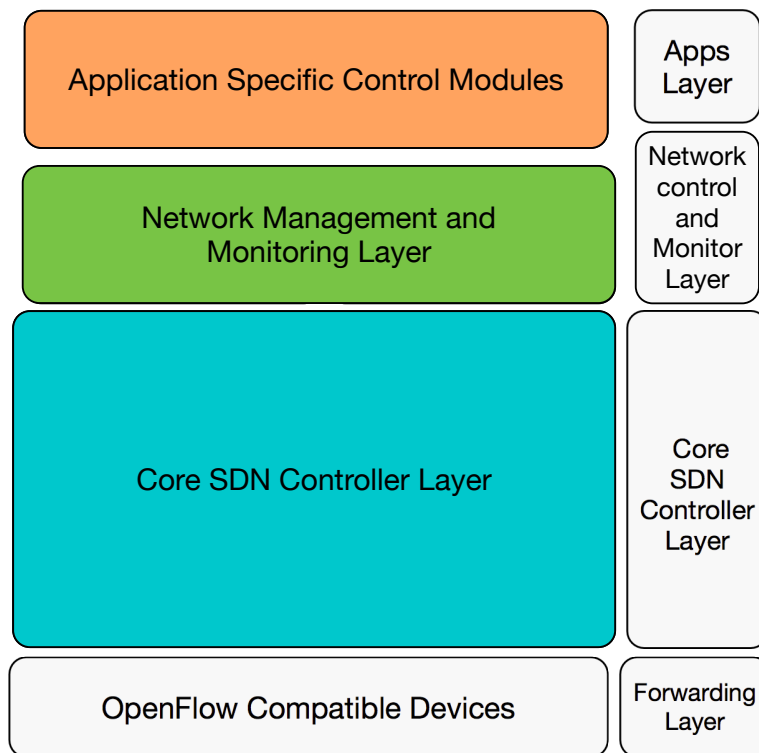 Application Specific Control Modules
Apps
Layer
Network Management and
Monitoring Layer
Network
control
and
Monitor
Layer
Core SDN Controller Layer
Core
SDN
Controller
Layer
OpenFlow Compatible Devices
Forwarding
Layer